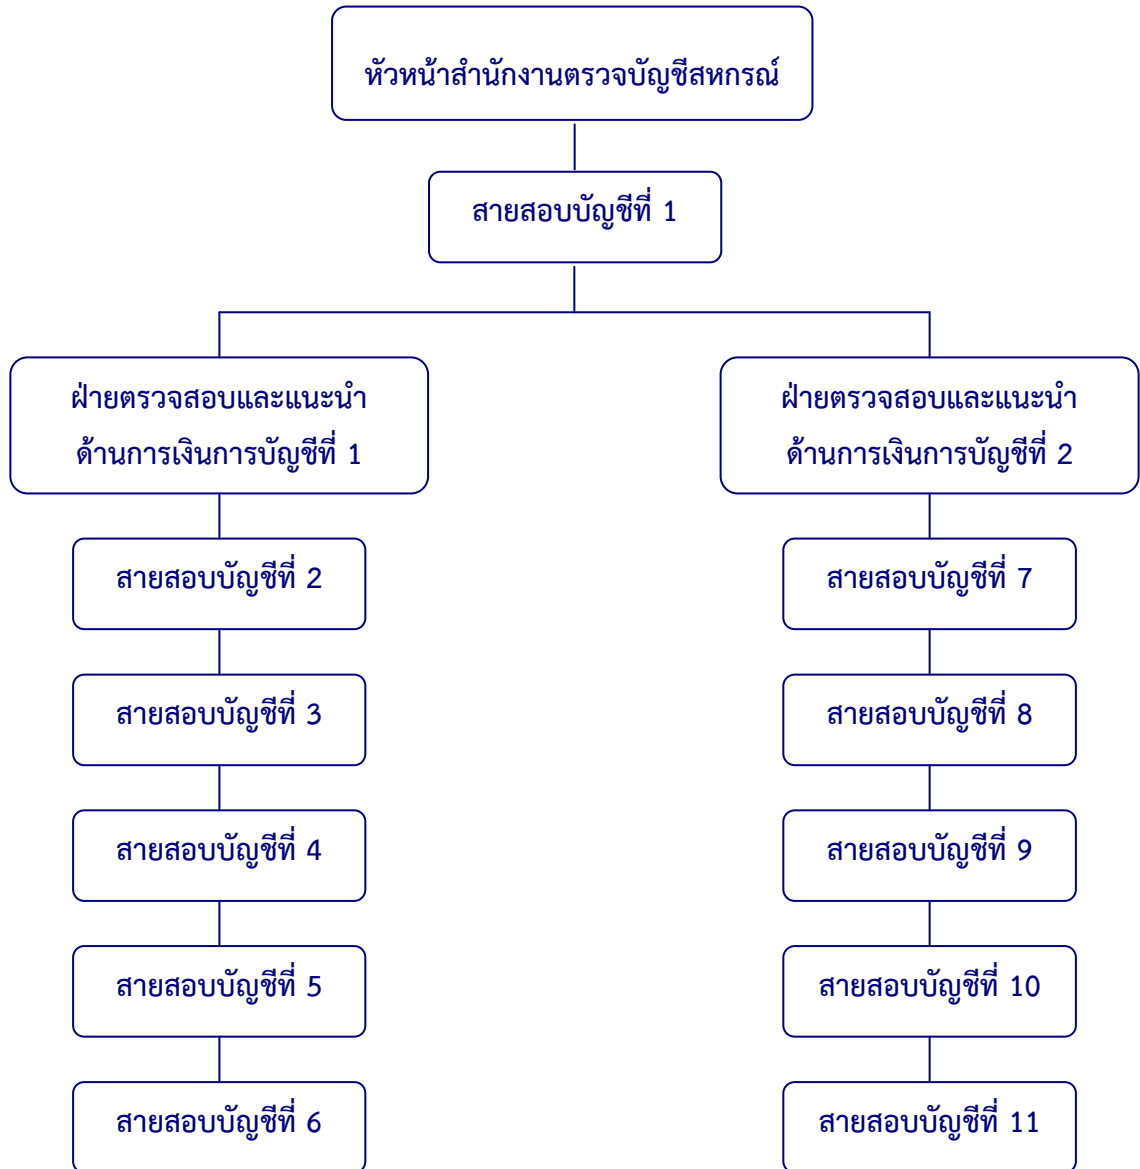 หัวหน้าสำนักงานตรวจบัญชีสหกรณ์
สายสอบบัญชีที่ 1
ฝ่ายตรวจสอบและแนะนำ
ด้านการเงินการบัญชีที่ 1
สายสอบบัญชีที่ 2
สายสอบบัญชีที่ 3
สายสอบบัญชีที่ 4
สายสอบบัญชีที่ 5
สายสอบบัญชีที่ 6
ฝ่ายตรวจสอบและแนะนำ
ด้านการเงินการบัญชีที่ 2
สายสอบบัญชีที่ 7
สายสอบบัญชีที่ 8
สายสอบบัญชีที่ 9
สายสอบบัญชีที่ 10
สายสอบบัญชีที่ 11